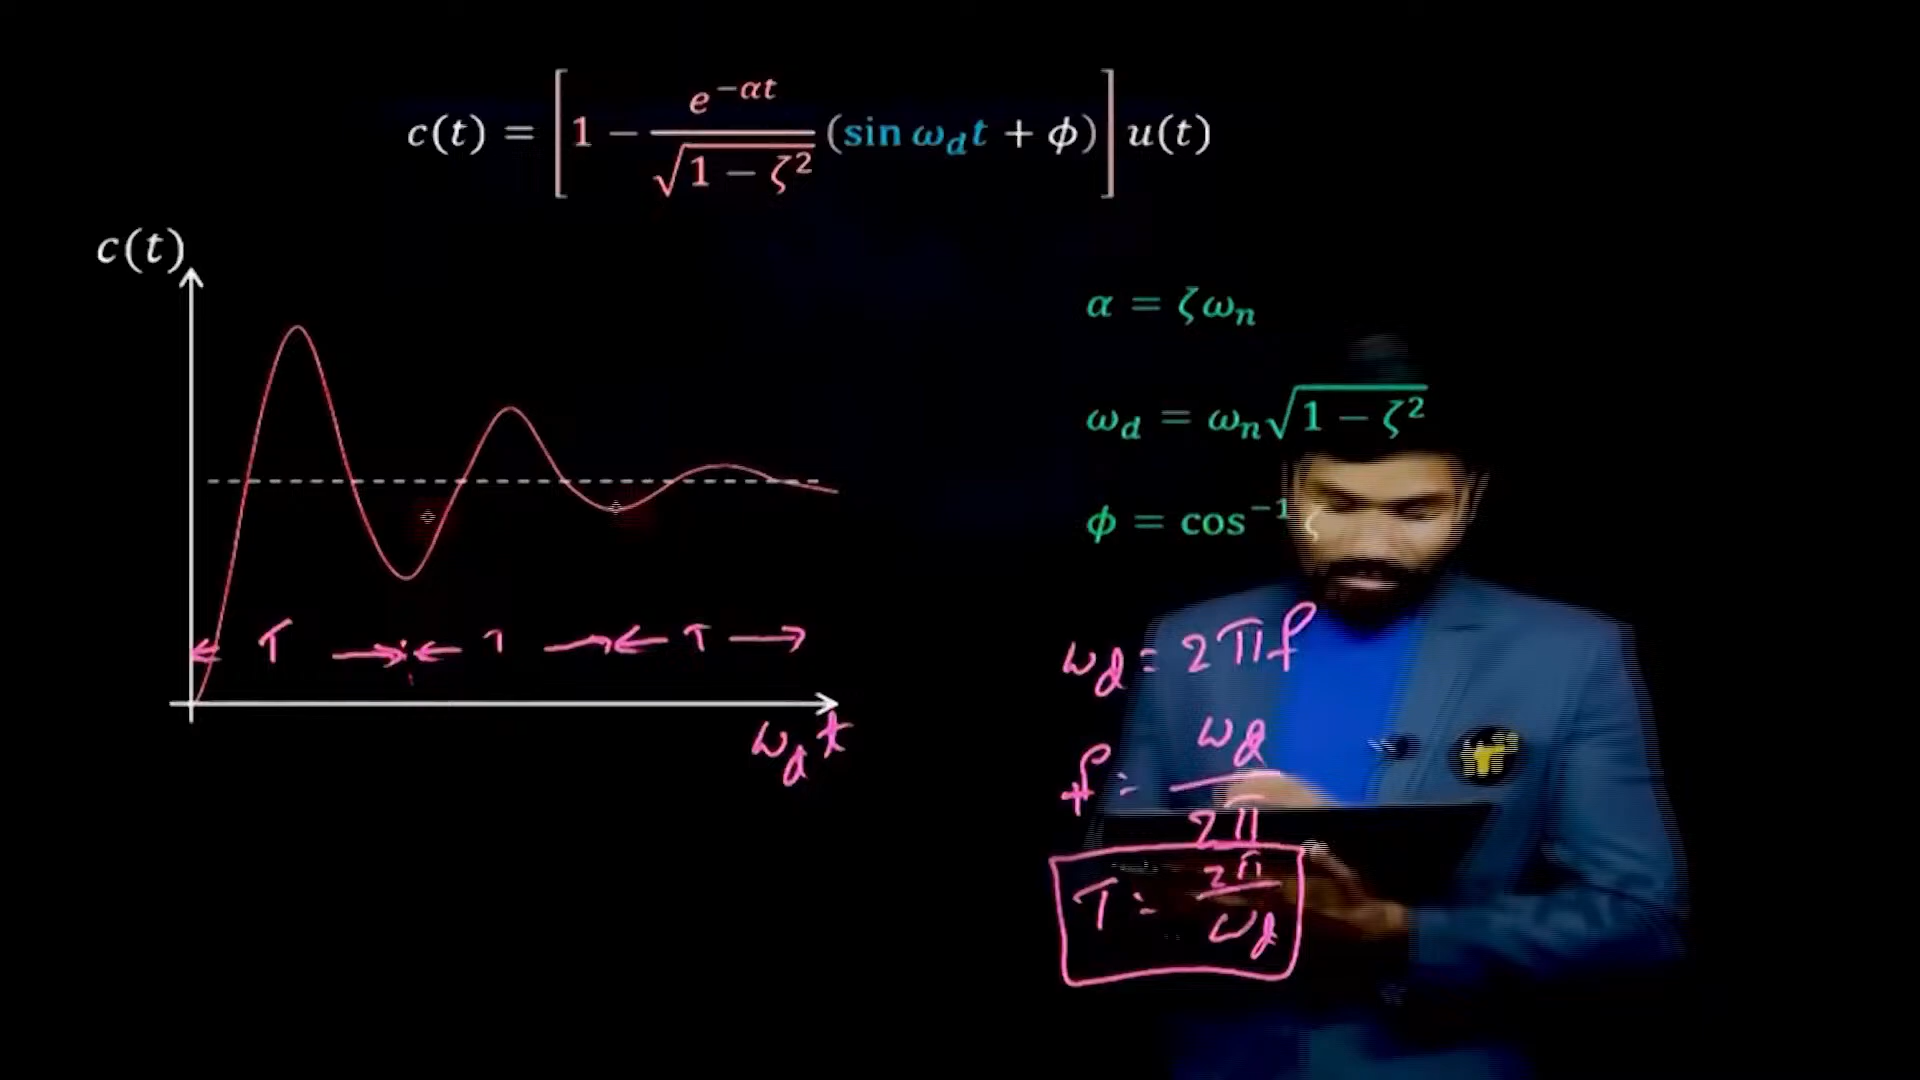 c(t) = [1 − e^{−αt} / √(1 − ζ²) (sin ω_d t + ϕ)] u(t)
c(t)
α = ζω_n
ω_d = ω_n√(1 − ζ²)
ϕ = cos⁻¹ ζ
T T T
ω_d t
ω_d = 2πf
f = ω_d / 2π
T = 2π / ω_d